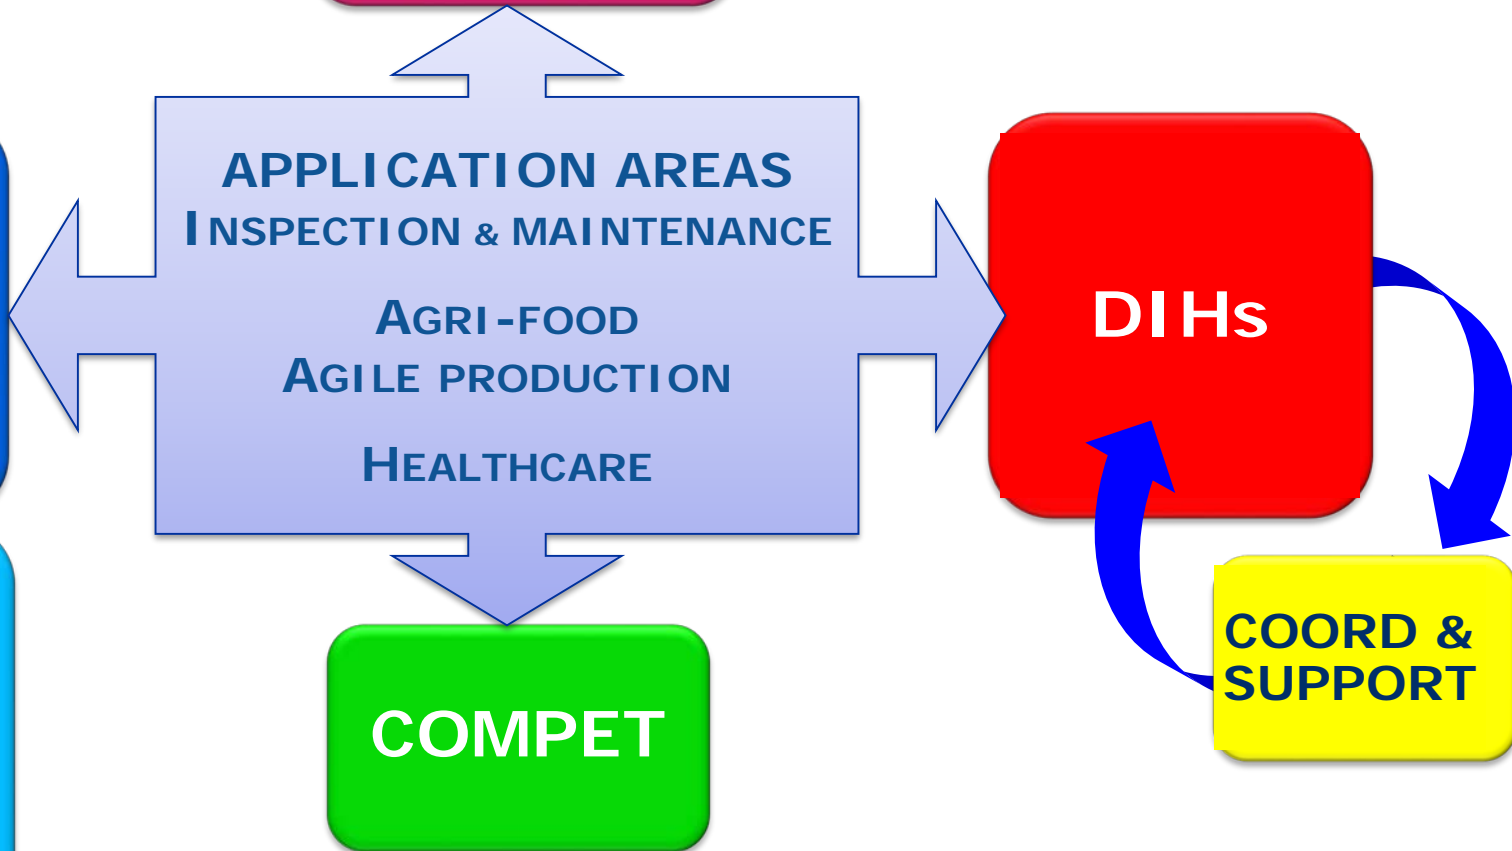 APPLICATION AREAS
INSPECTION & MAINTENANCE
AGRI-FOOD
AGILE PRODUCTION
HEALTHCARE
DIHs
COORD &
SUPPORT
COMPET